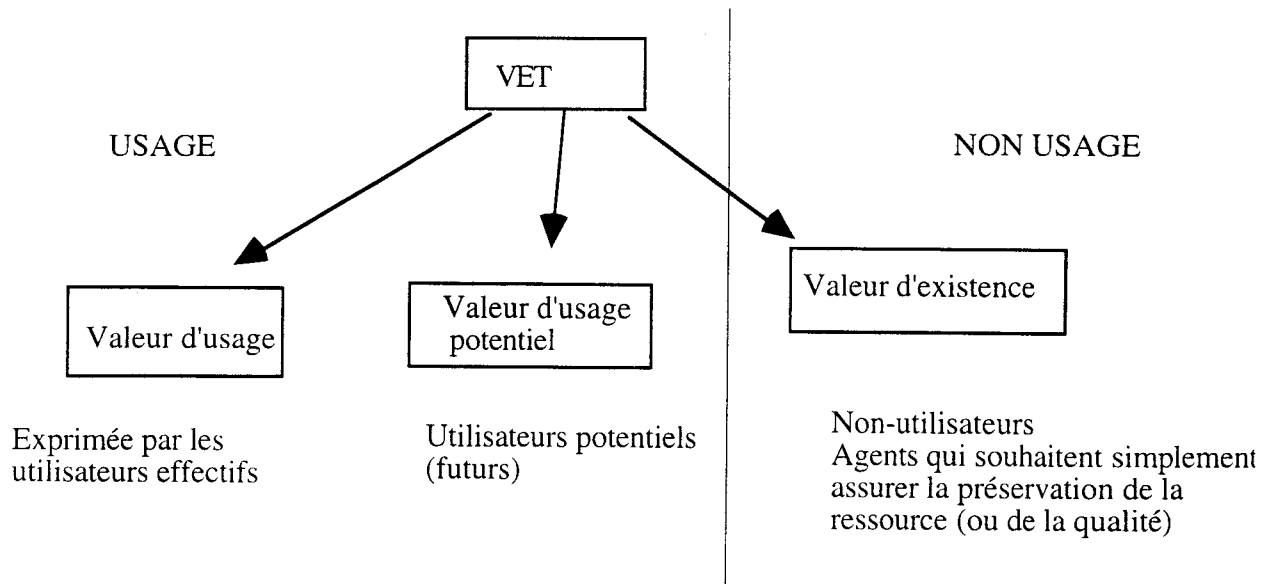 VET
USAGE
NON USAGE
Valeur d'usage
Valeur d'usage
potentiel
Valeur d'existence
Exprimée par les
utilisateurs effectifs
Utilisateurs potentiels
(futurs)
Non-utilisateurs
Agents qui souhaitent simplement
assurer la préservation de la
ressource (ou de la qualité)